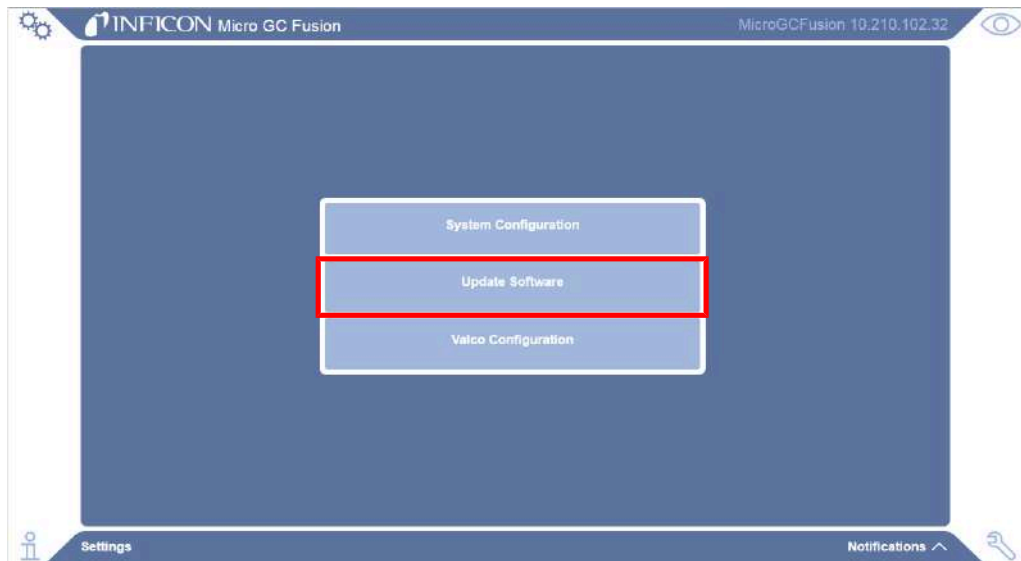 INFICON Micro GC Fusion
MicroGCFusion 10.210.102.32
System Configuration
Update Software
Valco Configuration
Settings
Notifications